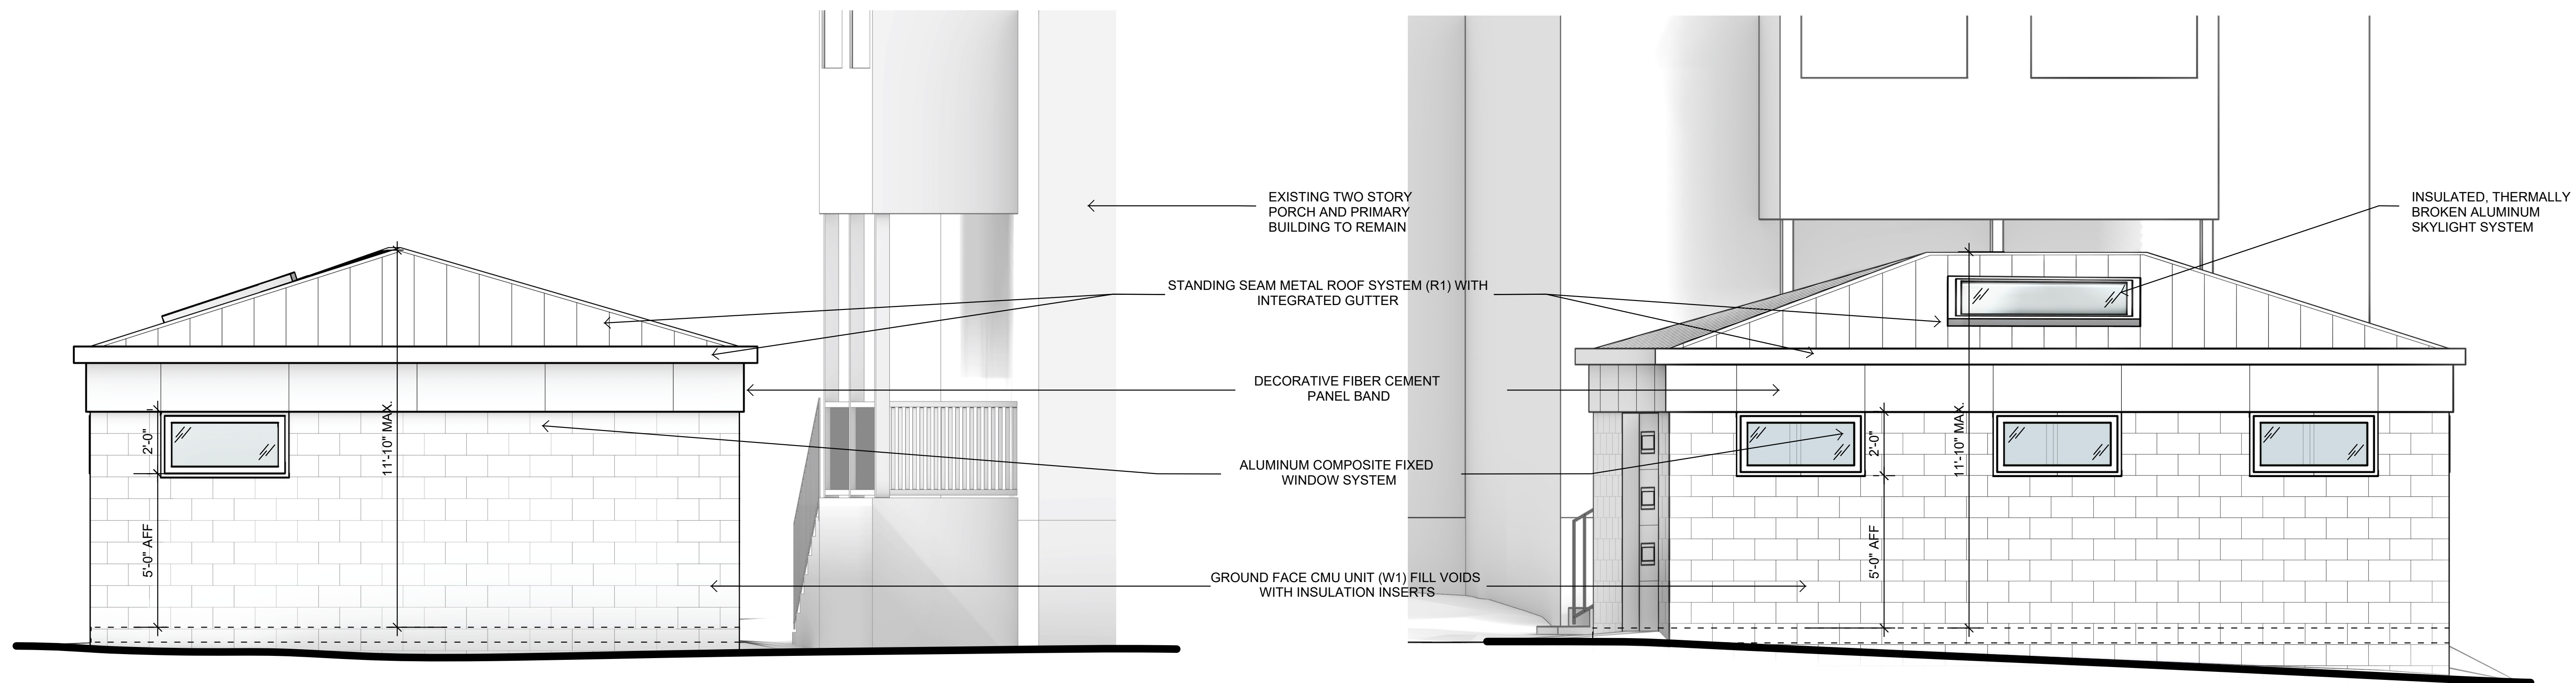 EXISTING TWO STORY
PORCH AND PRIMARY
BUILDING TO REMAIN
INSULATED, THERMALLY
BROKEN ALUMINUM
SKYLIGHT SYSTEM
STANDING SEAM METAL ROOF SYSTEM (R1) WITH
INTEGRATED GUTTER
DECORATIVE FIBER CEMENT
PANEL BAND
ALUMINUM COMPOSITE FIXED
WINDOW SYSTEM
GROUND FACE CMU UNIT (W1) FILL VOIDS
WITH INSULATION INSERTS
2'-0"
5'-0" AFF
11'-10" MAX.
2'-0"
5'-0" AFF
11'-10" MAX.